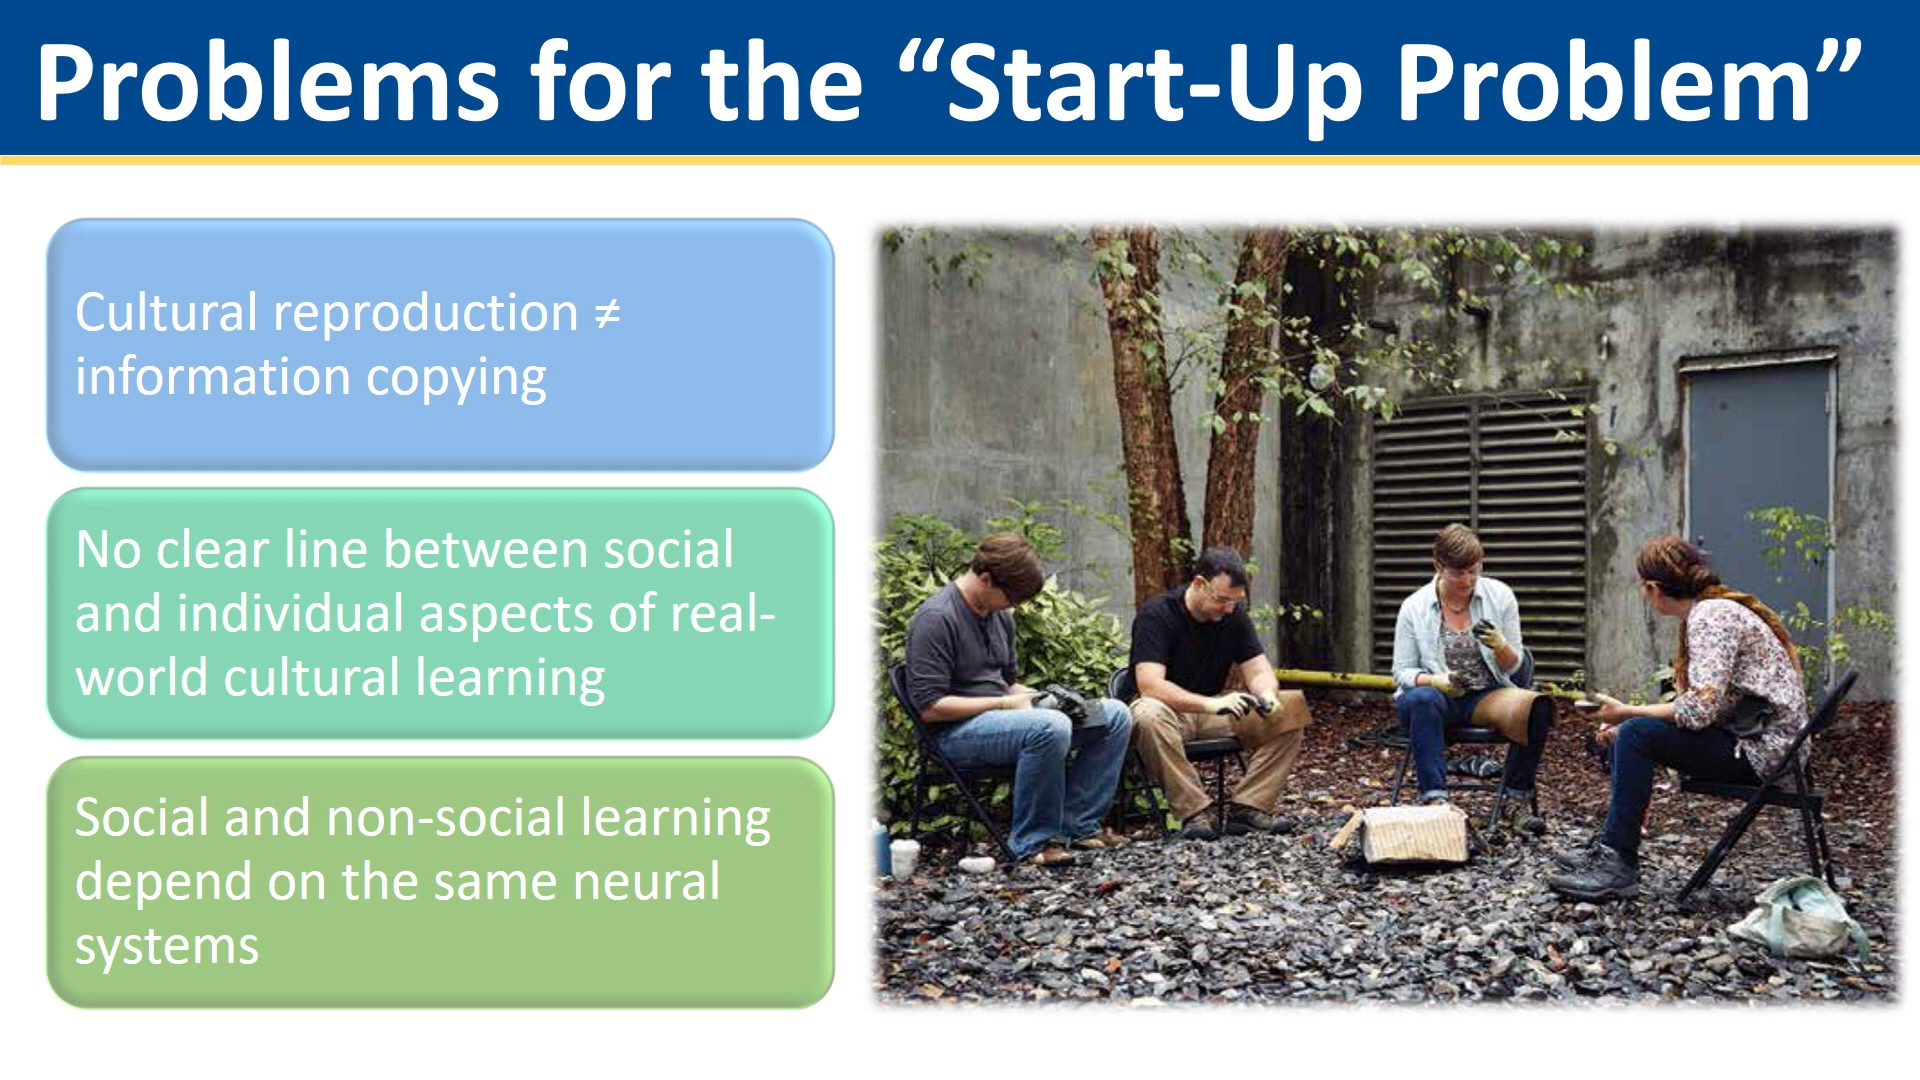 Problems for the “Start-Up Problem”
Cultural reproduction ≠
information copying
No clear line between social
and individual aspects of real-
world cultural learning
Social and non-social learning
depend on the same neural
systems